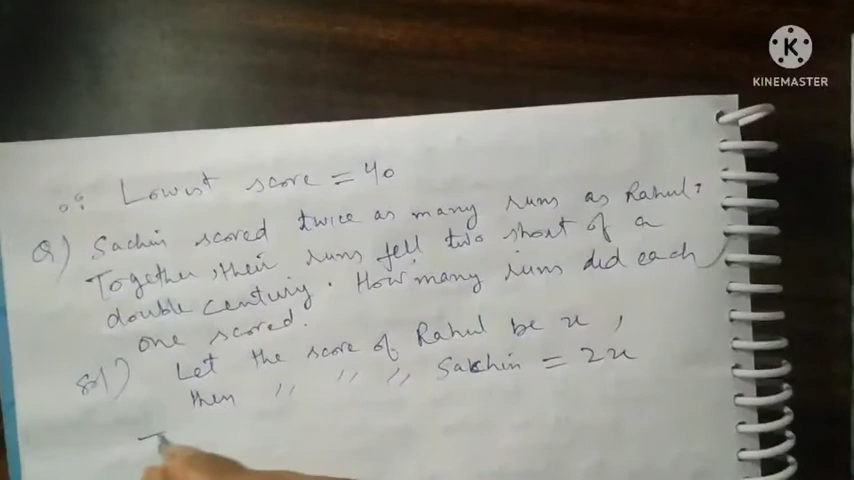 K
KINEMASTER
∴ Lowest score = 40
Q) Sachin scored twice as many runs as Rahul.
Together, their runs fell two short of a
double century. How many runs did each
one scored.
Sol) Let the score of Rahul be x,
then " " " Sachin = 2x